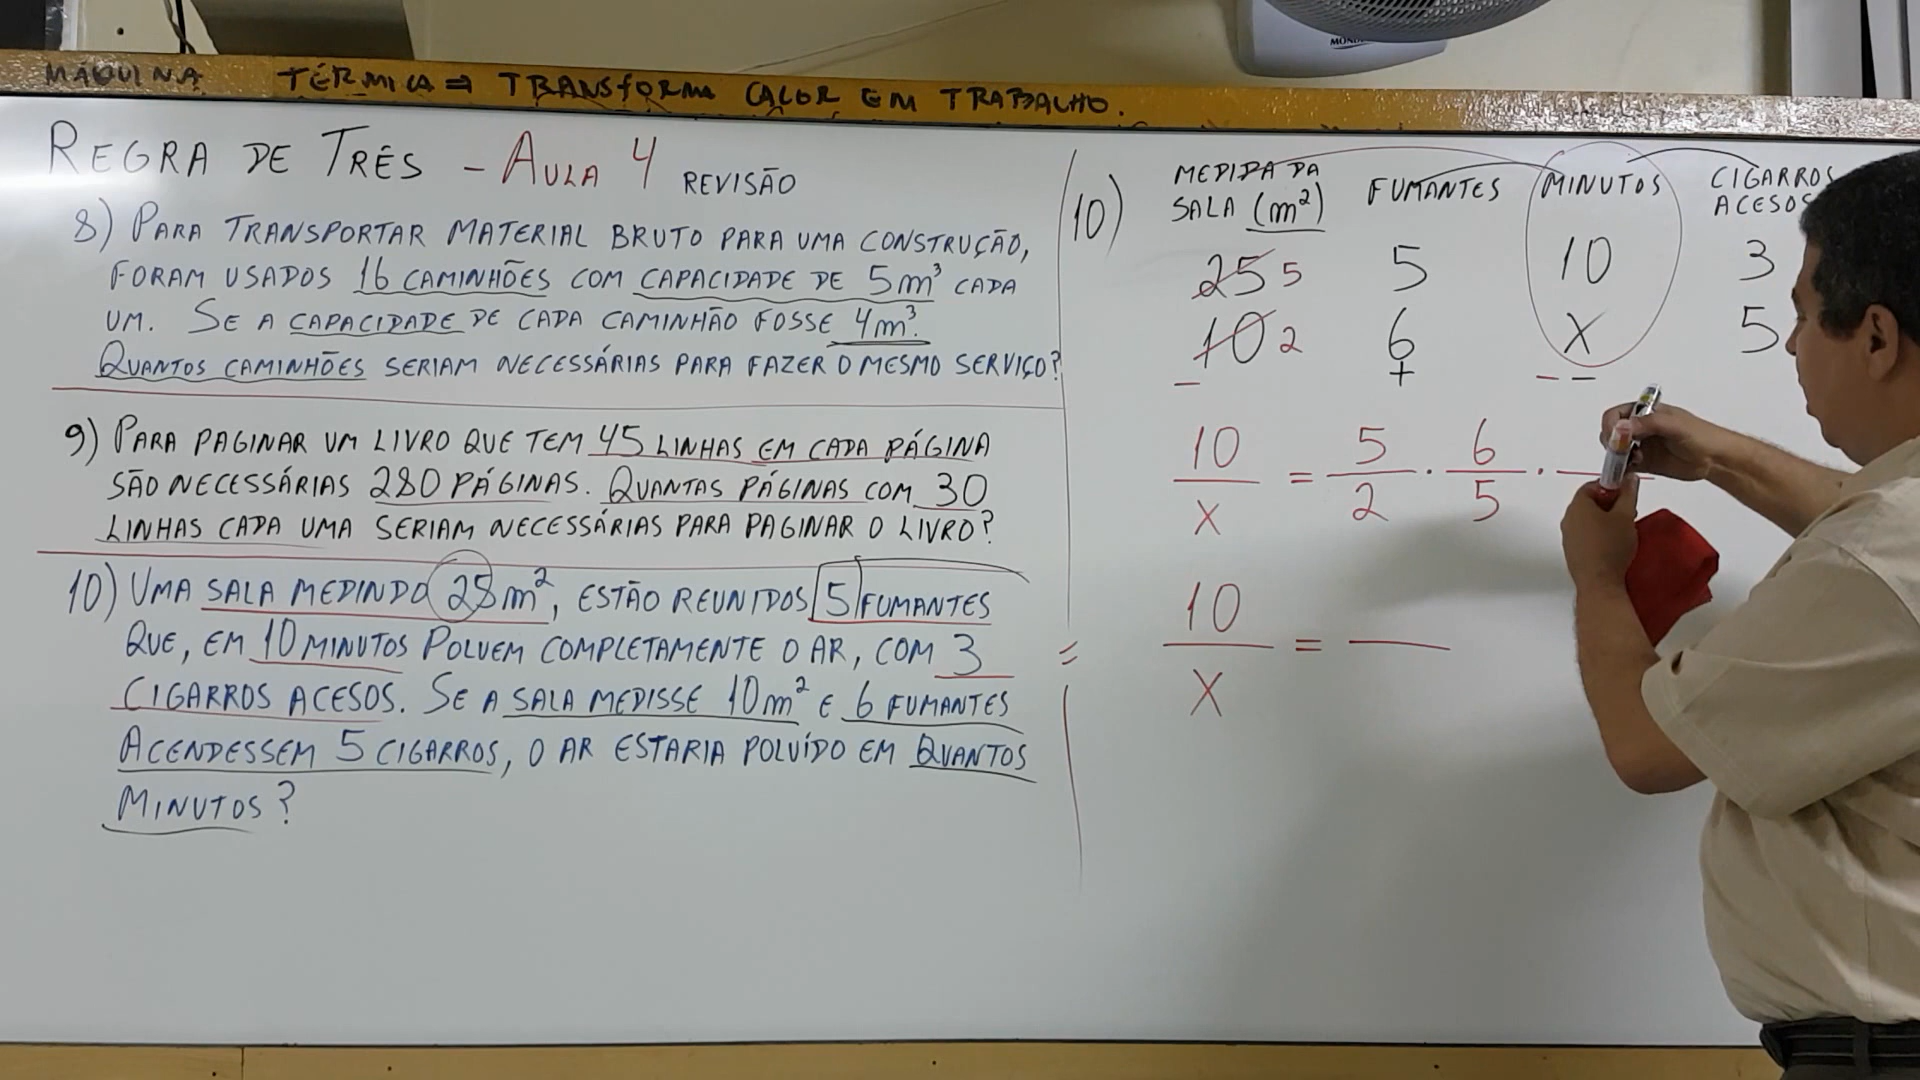 MÁQUINA TÉRMICA ⇒ TRANSFORMA CALOR EM TRABALHO.
REGRA DE TRÊS - AULA 4 REVISÃO
8) PARA TRANSPORTAR MATERIAL BRUTO PARA UMA CONSTRUÇÃO,
FORAM USADOS 16 CAMINHÕES COM CAPACIDADE DE 5m³ CADA
UM. SE A CAPACIDADE DE CADA CAMINHÃO FOSSE 4m³.
QUANTOS CAMINHÕES SERIAM NECESSÁRIAS PARA FAZER O MESMO SERVIÇO?
9) PARA PAGINAR UM LIVRO QUE TEM 45 LINHAS EM CADA PÁGINA
SÃO NECESSÁRIAS 280 PÁGINAS. QUANTAS PÁGINAS COM 30
LINHAS CADA UMA SERIAM NECESSÁRIAS PARA PAGINAR O LIVRO?
10) UMA SALA MEDINDO 25m², ESTÃO REUNIDOS 5 FUMANTES
QUE, EM 10 MINUTOS POLUEM COMPLETAMENTE O AR, COM 3
CIGARROS ACESOS. SE A SALA MEDISSE 10m² E 6 FUMANTES
ACENDESSEM 5 CIGARROS, O AR ESTARIA POLUÍDO EM QUANTOS
MINUTOS?
10) MEDIDA DA SALA (m²) FUMANTES MINUTOS CIGARROS ACESOS
25 5 5 10 3
10 2 6 X 5
- + - -
10/X = 5/2 . 6/5 .
10/X =